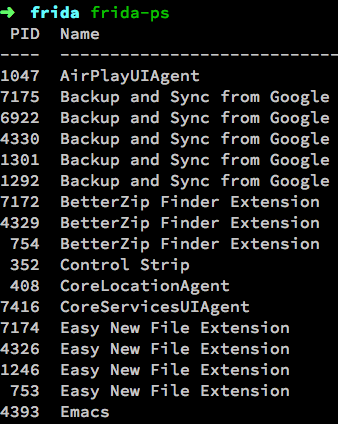 ➜ frida frida-ps
PID Name
---- ----------------------------
1047 AirPlayUIAgent
7175 Backup and Sync from Google
6922 Backup and Sync from Google
4330 Backup and Sync from Google
1301 Backup and Sync from Google
1292 Backup and Sync from Google
7172 BetterZip Finder Extension
4329 BetterZip Finder Extension
754 BetterZip Finder Extension
352 Control Strip
408 CoreLocationAgent
7416 CoreServicesUIAgent
7174 Easy New File Extension
4326 Easy New File Extension
1246 Easy New File Extension
753 Easy New File Extension
4393 Emacs